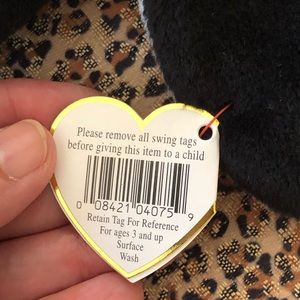 Please remove all swing tags
before giving this item to a child
0 08421 04075 9
Retain Tag For Reference
For ages 3 and up
Surface
Wash